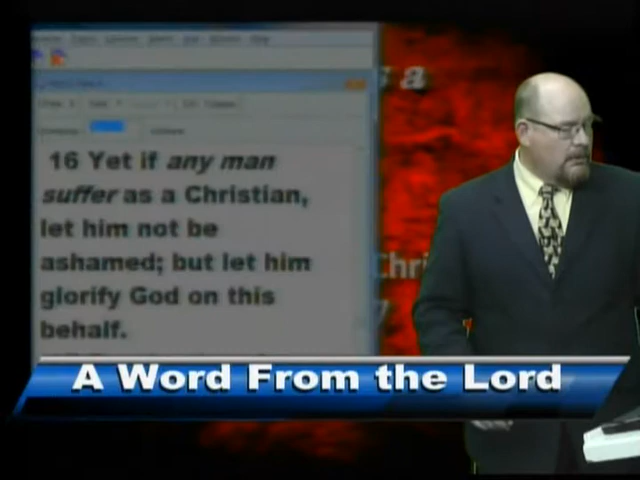 s a
16 Yet if any man
suffer as a Christian,
let him not be
ashamed; but let him
glorify God on this
behalf.
Chri
A Word From the Lord